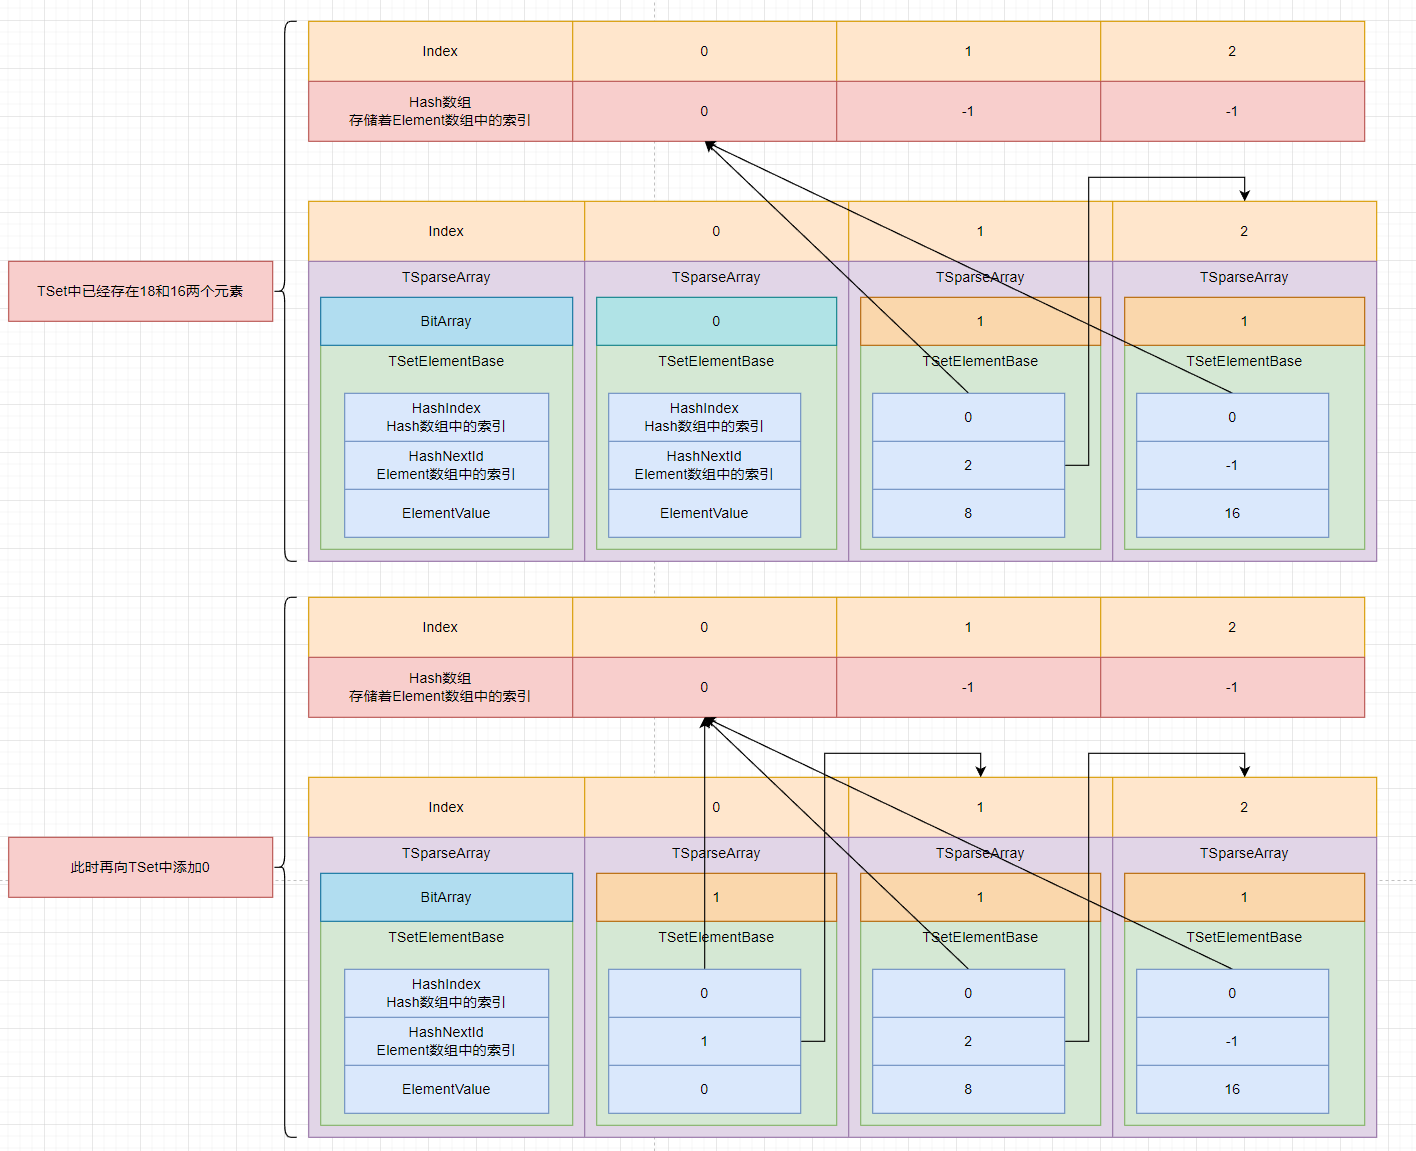 Index
0
1
2
Hash数组
存储着Element数组中的索引
0
-1
-1
Index
0
1
2
TSet中已经存在18和16两个元素
TSparseArray
TSparseArray
TSparseArray
TSparseArray
BitArray
0
1
1
TSetElementBase
TSetElementBase
TSetElementBase
TSetElementBase
HashIndex
Hash数组中的索引
HashIndex
Hash数组中的索引
0
0
HashNextId
Element数组中的索引
HashNextId
Element数组中的索引
2
-1
ElementValue
ElementValue
8
16
Index
0
1
2
Hash数组
存储着Element数组中的索引
0
-1
-1
Index
0
1
2
此时再向TSet中添加0
TSparseArray
TSparseArray
TSparseArray
TSparseArray
BitArray
1
1
1
TSetElementBase
TSetElementBase
TSetElementBase
TSetElementBase
HashIndex
Hash数组中的索引
0
0
0
HashNextId
Element数组中的索引
1
2
-1
ElementValue
0
8
16